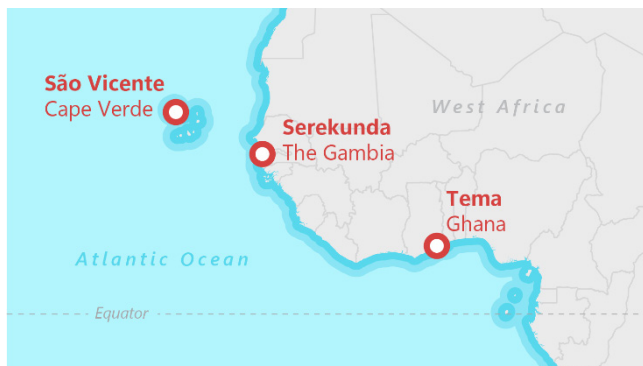 São Vicente
Cape Verde
West Africa
Serekunda
The Gambia
Tema
Ghana
Atlantic Ocean
Equator